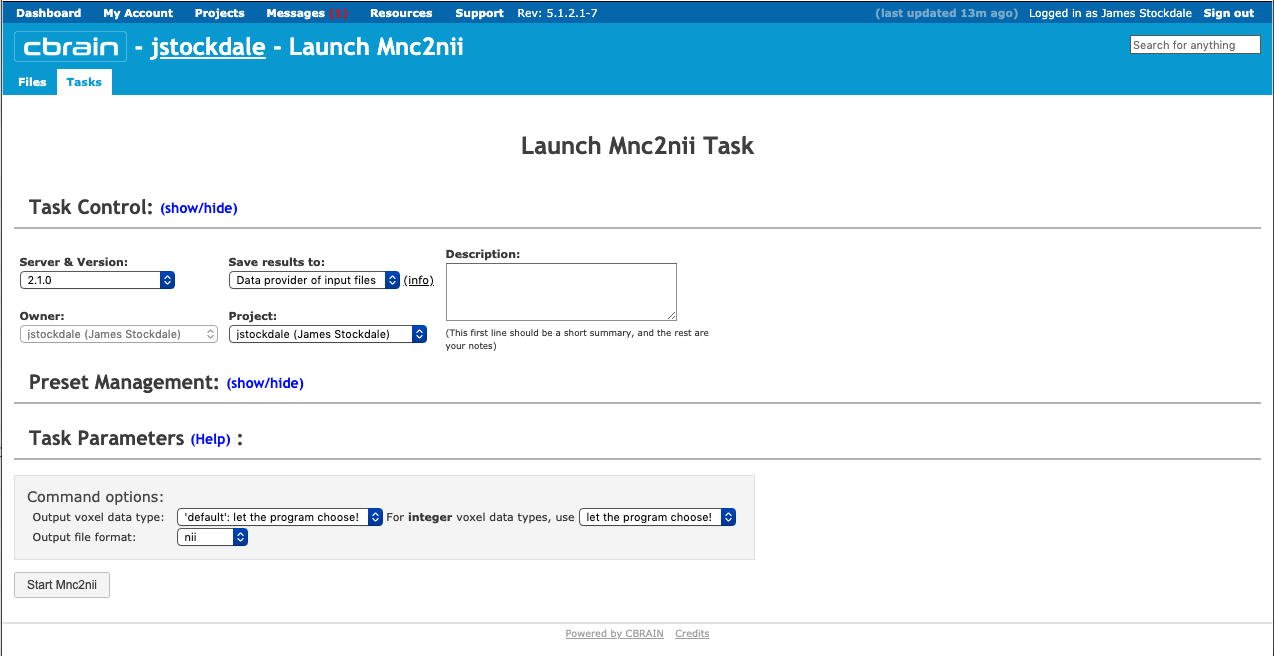 Dashboard My Account Projects Messages (1) Resources Support Rev: 5.1.2.1-7 (last updated 13m ago) Logged in as James Stockdale Sign out
cbrain - jstockdale - Launch Mnc2nii Search for anything
Files Tasks
Launch Mnc2nii Task
Task Control: (show/hide)
Server & Version: Save results to: Description:
2.1.0 Data provider of input files (info)
Owner: Project:
jstockdale (James Stockdale) jstockdale (James Stockdale)
(This first line should be a short summary, and the rest are
your notes)
Preset Management: (show/hide)
Task Parameters (Help) :
Command options:
Output voxel data type: 'default': let the program choose! For integer voxel data types, use let the program choose!
Output file format: nii
Start Mnc2nii
Powered by CBRAIN Credits